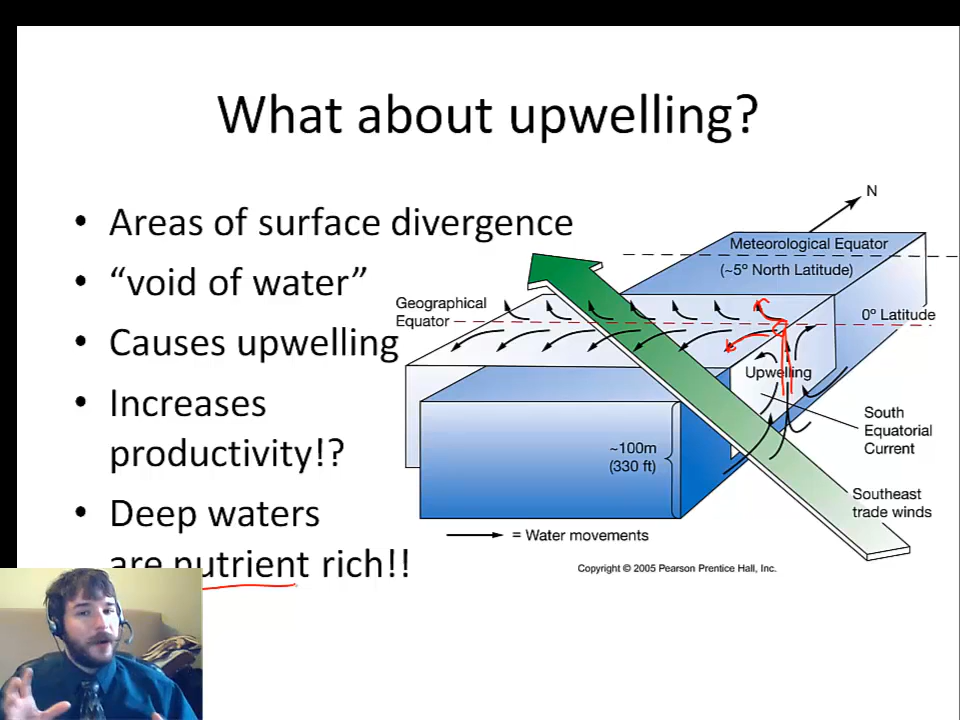 What about upwelling?
• Areas of surface divergence
• “void of water”
• Causes upwelling
• Increases
productivity!?
• Deep waters
are nutrient rich!!
N
Meteorological Equator
(~5° North Latitude)
Geographical
Equator
0° Latitude
Upwelling
South
Equatorial
Current
~100m
(330 ft)
Southeast
trade winds
= Water movements
Copyright © 2005 Pearson Prentice Hall, Inc.